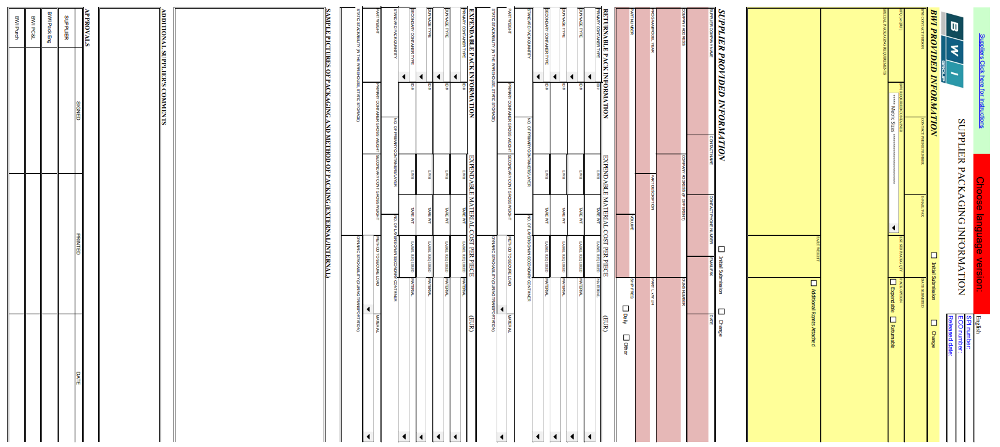 Suppliers Click here for Instructions
Choose language version:
English
BWI
GROUP
SUPPLIER PACKAGING INFORMATION
SPI number:
ECO number:
Released date:
BWI PROVIDED INFORMATION
Initial Submission
Change
BWI CONTACT PERSON
CONTACT PHONE NUMBER
E-MAIL/FAX
DATE SUBMITED
BWI REQUIRED CONTAINER
EST STD PACKG QTY
PACK OPTION
***** Metric Sizes
Expendable
Returnable
SPECIAL PACKAGING REQUIREMENTS
PART WEIGHT
Additional Rqmts Attached
SUPPLIER PROVIDED INFORMATION
Initial Submission
Change
SUPPLIER COMPANY NAME
CONTACT NAME
CONTACT PHONE NUMBER
EMAIL/FAX
DATE
COMPANY ADDRESS
COMPANY ADDRESS (IF DIFFERENT)
DUNS NUMBER
PROGRAM/MODEL YEAR
PART DESCRIPTION
PART L x W x H
PART NUMBER
VOLUME
SHIP FREQ
Daily
Other
RETURNABLE PACK INFORMATION
EXPENDABLE MATERIAL COST PER PIECE
(EUR)
PRIMARY CONTAINER TYPE
ID#
LWH
TARE WT
LABEL REQUIRED
MATERIAL
DUNNAGE TYPE
ID #
LWH
TARE WT
LABEL REQUIRED
MATERIAL
DUNNAGE TYPE
ID #
LWH
TARE WT
LABEL REQUIRED
MATERIAL
SECONDARY CONTAINER TYPE
ID #
LWH
TARE WT
LABEL REQUIRED
MATERIAL
STANDARD PACK QUANTITY
NO. OF PRIMARY CONTAINERS/LAYER
NO. OF LAYERS ON/IN SECONDARY CONTAINER
PART WEIGHT
PRIMARY CONTAINER GROSS WEIGHT
SECONDARY CONT GROSS WEIGHT
METHOD TO SECURE LOAD
MATERIAL
STATIC STACKABILITY (IN THE WAREHOUSE, STATIC STORAGE)
DYNAMIC STACKABILITY (DURING TRANSPORTATION)
EXPENDABLE PACK INFORMATION
EXPENDABLE MATERIAL COST PER PIECE
(EUR)
PRIMARY CONTAINER TYPE
ID #
LWH
TARE WT
LABEL REQUIRED
MATERIAL
DUNNAGE TYPE
ID #
LWH
TARE WT
LABEL REQUIRED
MATERIAL
DUNNAGE TYPE
ID #
LWH
TARE WT
LABEL REQUIRED
MATERIAL
SECONDARY CONTAINER TYPE
ID #
LWH
TARE WT
LABEL REQUIRED
MATERIAL
STANDARD PACK QUANTITY
NO. OF PRIMARY CONTAINERS/LAYER
NO. OF LAYERS ON/IN SECONDARY CONTAINER
PART WEIGHT
PRIMARY CONTAINER GROSS WEIGHT
SECONDARY CONT GROSS WEIGHT
METHOD TO SECURE LOAD
MATERIAL
STATIC STACKABILITY (IN THE WAREHOUSE, STATIC STORAGE)
DYNAMIC STACKABILITY (DURING TRANSPORTATION)
SAMPLE PICTURES OF PACKAGING AND METHOD OF PACKING (EXTERNAL/INTERNAL)
ADDITIONAL SUPPLIER'S COMMENTS
APPROVALS
SIGNED
PRINTED
DATE
SUPPLIER
BWI Pack Eng
BWI PC&L
BWI Purch